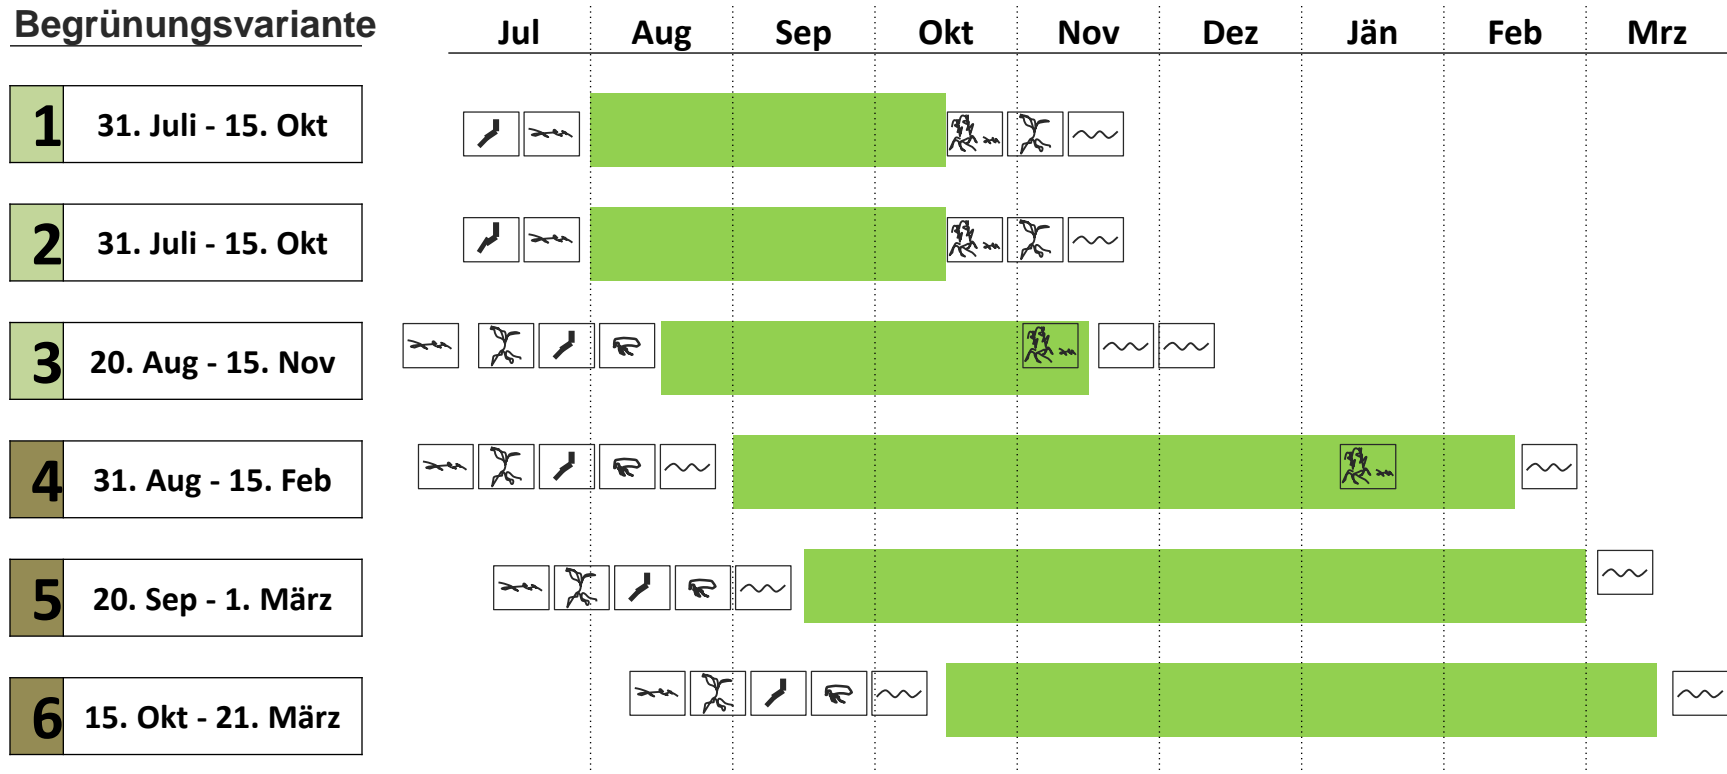 Begrünungsvariante
Jul Aug Sep Okt Nov Dez Jän Feb Mrz
1 31. Juli - 15. Okt
2 31. Juli - 15. Okt
3 20. Aug - 15. Nov
4 31. Aug - 15. Feb
5 20. Sep - 1. März
6 15. Okt - 21. März